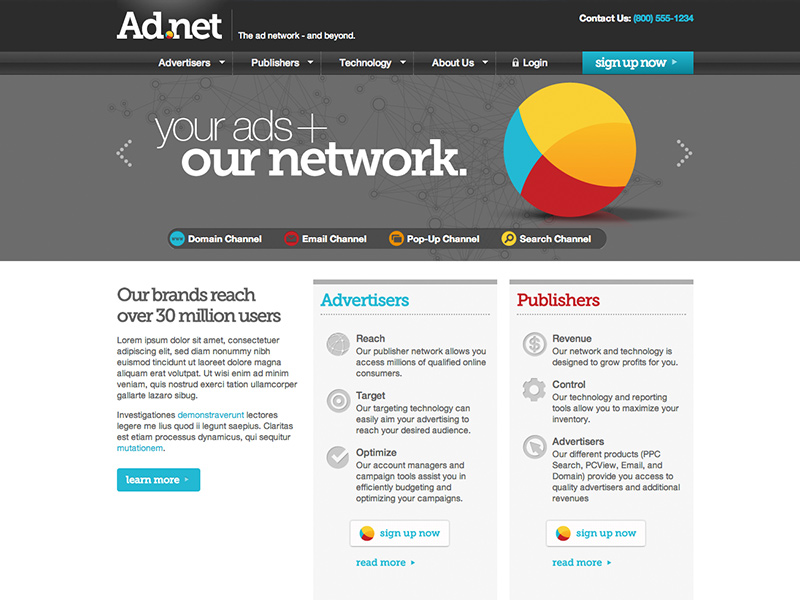 Ad.net
The ad network - and beyond.
Contact Us: (800) 555-1234
Advertisers
Publishers
Technology
About Us
Login
sign up now
your ads +
our network.
www
Domain Channel
Email Channel
Pop-Up Channel
Search Channel
Our brands reach
over 30 million users
Lorem ipsum dolor sit amet, consectetuer
adipiscing elit, sed diam nonummy nibh
euismod tincidunt ut laoreet dolore magna
aliquam erat volutpat. Ut wisi enim ad minim
veniam, quis nostrud exerci tation ullamcorper
gallarte lazaro sibug.
Investigationes demonstraverunt lectores
legere me lius quod ii legunt saepius. Claritas
est etiam processus dynamicus, qui sequitur
mutationem.
learn more
Advertisers
Reach
Our publisher network allows you
access millions of qualified online
consumers.
Target
Our targeting technology can
easily aim your advertising to
reach your desired audience.
Optimize
Our account managers and
campaign tools assist you in
efficiently budgeting and
optimizing your campaigns.
sign up now
read more
Publishers
$
Revenue
Our network and technology is
designed to grow profits for you.
Control
Our technology and reporting
tools allow you to maximize your
inventory.
Advertisers
Our different products (PPC
Search, PCView, Email, and
Domain) provide you access to
quality advertisers and additional
revenues
sign up now
read more